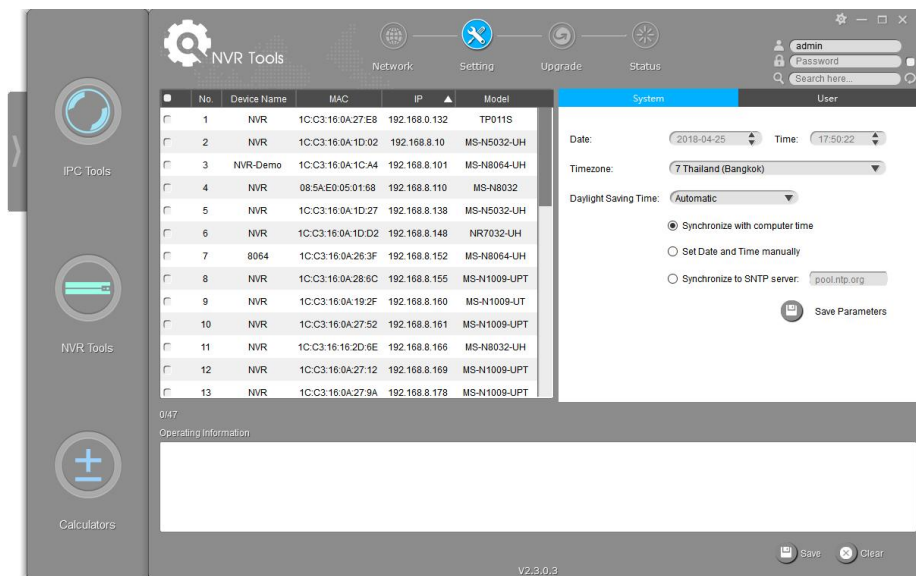 NVR Tools
Network
Setting
Upgrade
Status
admin
Password
Search here...
IPC Tools
NVR Tools
Calculators
No. Device Name MAC IP Model
1 NVR 1C:C3:16:0A:27:E8 192.168.0.132 TP011S
2 NVR 1C:C3:16:0A:1D:02 192.168.8.10 MS-N5032-UH
3 NVR-Demo 1C:C3:16:0A:1C:A4 192.168.8.101 MS-N8064-UH
4 NVR 08:5A:E0:05:01:68 192.168.8.110 MS-N8032
5 NVR 1C:C3:16:0A:1D:27 192.168.8.138 MS-N5032-UH
6 NVR 1C:C3:16:0A:1D:D2 192.168.8.148 NR7032-UH
7 8064 1C:C3:16:0A:26:3F 192.168.8.152 MS-N8064-UH
8 NVR 1C:C3:16:0A:28:6C 192.168.8.155 MS-N1009-UPT
9 NVR 1C:C3:16:0A:19:2F 192.168.8.160 MS-N1009-UT
10 NVR 1C:C3:16:0A:27:52 192.168.8.161 MS-N1009-UPT
11 NVR 1C:C3:16:16:2D:6E 192.168.8.166 MS-N8032-UH
12 NVR 1C:C3:16:0A:27:12 192.168.8.169 MS-N1009-UPT
13 NVR 1C:C3:16:0A:27:9A 192.168.8.178 MS-N1009-UPT
System User
Date: 2018-04-25 Time: 17:50:22
Timezone: 7 Thailand (Bangkok)
Daylight Saving Time: Automatic
Synchronize with computer time
Set Date and Time manually
Synchronize to SNTP server: pool.ntp.org
Save Parameters
0/47
Operating Information
Save Clear
V2.3.0.3